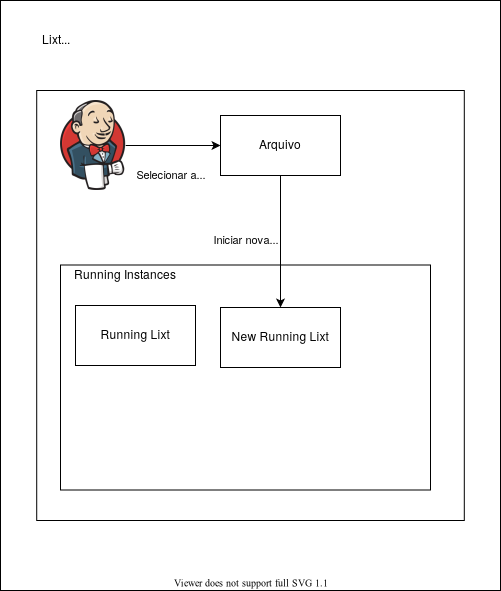 Lixt...
Arquivo
Selecionar a...
Iniciar nova...
Running Instances
Running Lixt
New Running Lixt
Viewer does not support full SVG 1.1